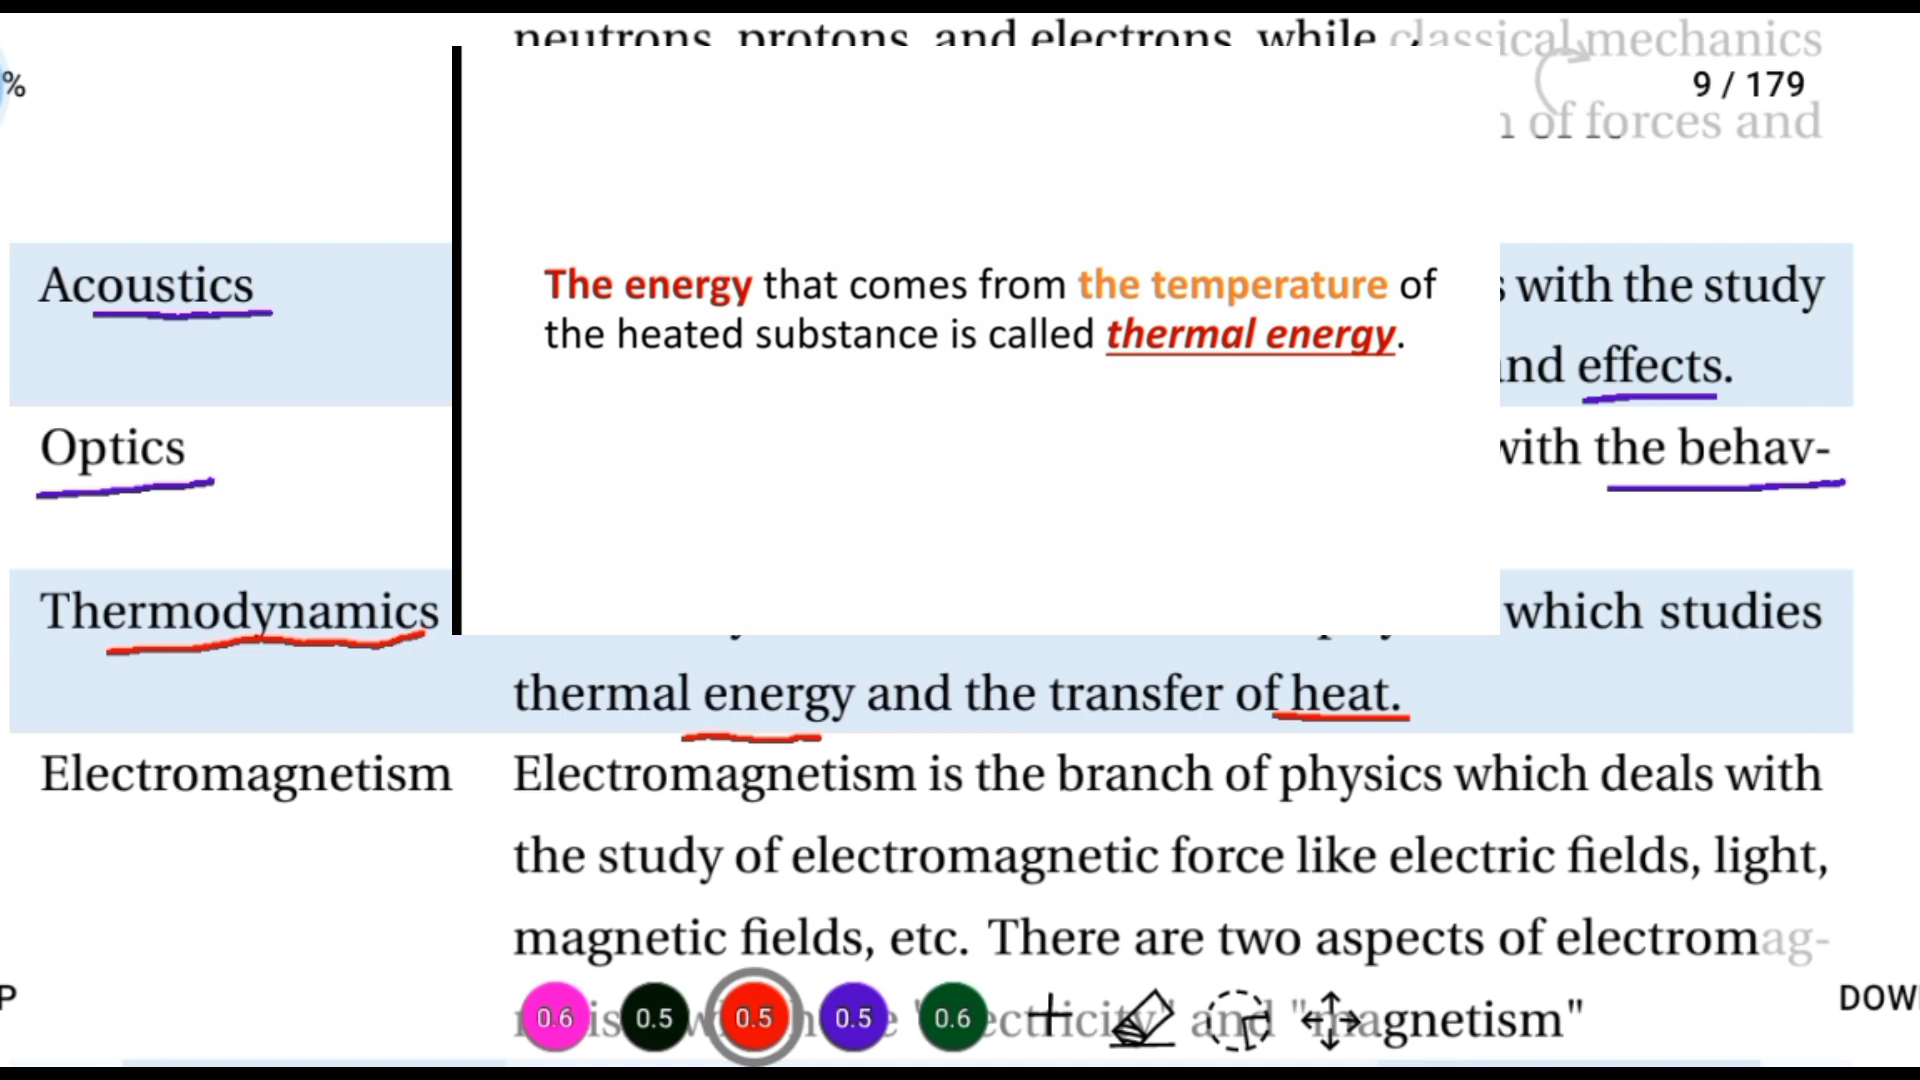 neutrons, protons, and electrons, while classical mechanics
%
9 / 179
of forces and
Acoustics
with the study
The energy that comes from the temperature of
the heated substance is called thermal energy.
and effects.
Optics
with the behav-
Thermodynamics
which studies
thermal energy and the transfer of heat.
Electromagnetism Electromagnetism is the branch of physics which deals with
the study of electromagnetic force like electric fields, light,
magnetic fields, etc. There are two aspects of electromag-
and "magnetism"
0.6 0.5 0.5 0.5 0.6
P
DOW